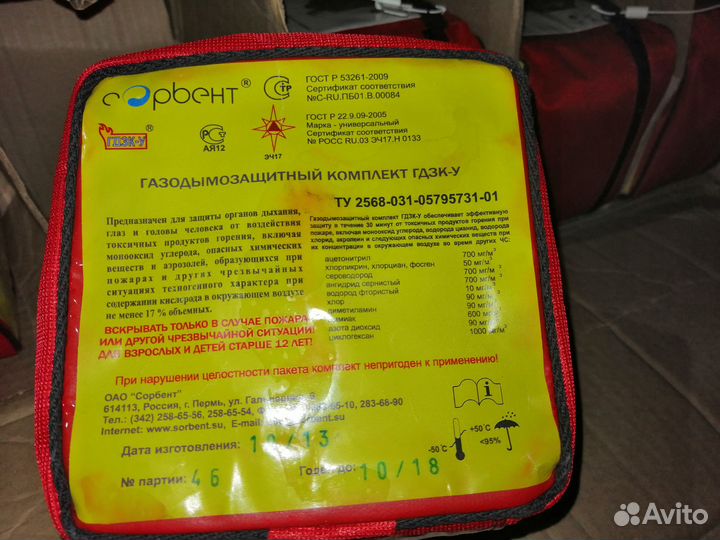 сорбент®
ТР
ГОСТ Р 53261-2009
Сертификат соответствия
№С-RU.ПБ01.В.00084
ГОСТ Р 22.9.09-2005
Марка - универсальный
Сертификат соответствия
№ РОСС RU.03 ЭЧ17.Н 0133
ГДЗК-У®
АЯ12
ЭЧ17
ГАЗОДЫМОЗАЩИТНЫЙ КОМПЛЕКТ ГДЗК-У
ТУ 2568-031-05795731-01
Предназначен для защиты органов дыхания,
глаз и головы человека от воздействия
токсичных продуктов горения, включая
монооксид углерода, опасных химических
веществ и аэрозолей, образующихся при
пожарах и других чрезвычайных
ситуациях техногенного характера при
содержании кислорода в окружающем воздухе
не менее 17 % объемных.
Газодымозащитный комплект ГДЗК-У обеспечивает эффективную
защиту в течение 30 минут от токсичных продуктов горения при
пожаре, включая монооксид углерода, водорода цианид, водорода
хлорид, акролеин и следующих опасных химических веществ при
их концентрации в окружающем воздухе во время других ЧС:
ацетонитрил 700 мг/м³
хлорпикрин, хлорциан, фосген 50 мг/м³
сероводород 700 мг/м³
ангидрид сернистый 700 мг/м³
водород фтористый 10 мг/м³
хлор 90 мг/м³
диметиламин 90 мг/м³
аммиак 600 мг/м³
азота диоксид 90 мг/м³
циклогексан 1000 мг/м³
ВСКРЫВАТЬ ТОЛЬКО В СЛУЧАЕ ПОЖАРА
ИЛИ ДРУГОЙ ЧРЕЗВЫЧАЙНОЙ СИТУАЦИИ!
ДЛЯ ВЗРОСЛЫХ И ДЕТЕЙ СТАРШЕ 12 ЛЕТ!
При нарушении целостности пакета комплект непригоден к применению!
ОАО "Сорбент"
614113, Россия, г. Пермь, ул.
Тел.: (342) 258-65-56, 258-65-54, 283-68-90
Internet: www.sorbent.su, E-mail:
Дата изготовления: 10/13
№ партии: 46
Годен до: 10/18
-50°C +50°C
<95%
Avito